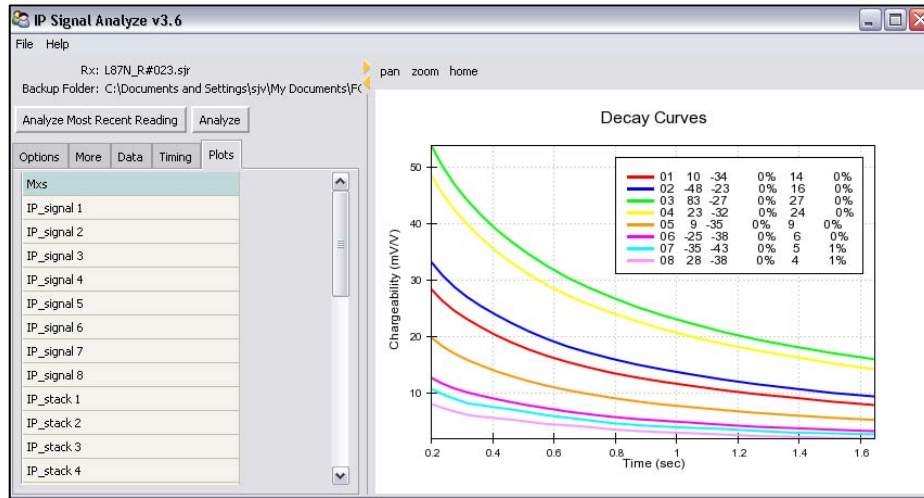 IP Signal Analyze v3.6
File Help
Rx: L87N_R#023.sjr
Backup Folder: C:\Documents and Settings\sjv\My Documents\F
Analyze Most Recent Reading Analyze
Options More Data Timing Plots
Mxs
IP_signal 1
IP_signal 2
IP_signal 3
IP_signal 4
IP_signal 5
IP_signal 6
IP_signal 7
IP_signal 8
IP_stack 1
IP_stack 2
IP_stack 3
IP_stack 4
pan zoom home
Decay Curves
01 10 -34 0% 14 0%
02 -48 -23 0% 16 0%
03 83 -27 0% 27 0%
04 23 -32 0% 24 0%
05 9 -35 0% 9 0%
06 -25 -38 0% 6 0%
07 -35 -43 0% 5 1%
08 28 -38 0% 4 1%
Chargeability (mV/V)
50
40
30
20
10
0.2 0.4 0.6 0.8 1 1.2 1.4 1.6
Time (sec)